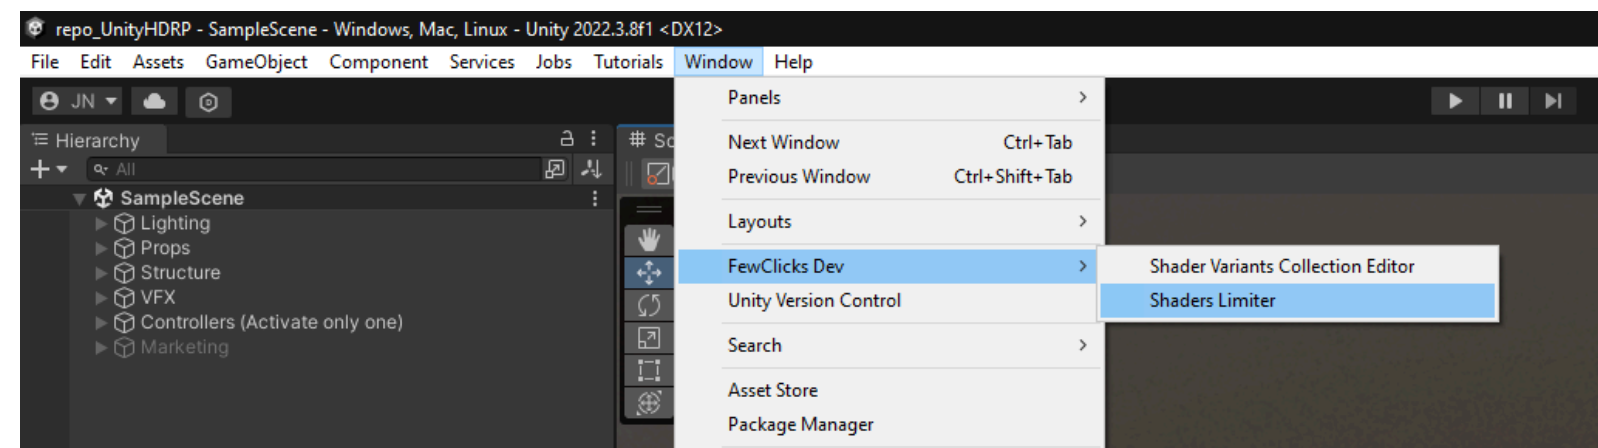 repo_UnityHDRP - SampleScene - Windows, Mac, Linux - Unity 2022.3.8f1 <DX12>
File Edit Assets GameObject Component Services Jobs Tutorials Window Help
JN
Hierarchy
All
SampleScene
Lighting
Props
Structure
VFX
Controllers (Activate only one)
Marketing
# Sc
Panels
Next Window Ctrl+Tab
Previous Window Ctrl+Shift+Tab
Layouts
FewClicks Dev
Unity Version Control
Search
Asset Store
Package Manager
Shader Variants Collection Editor
Shaders Limiter